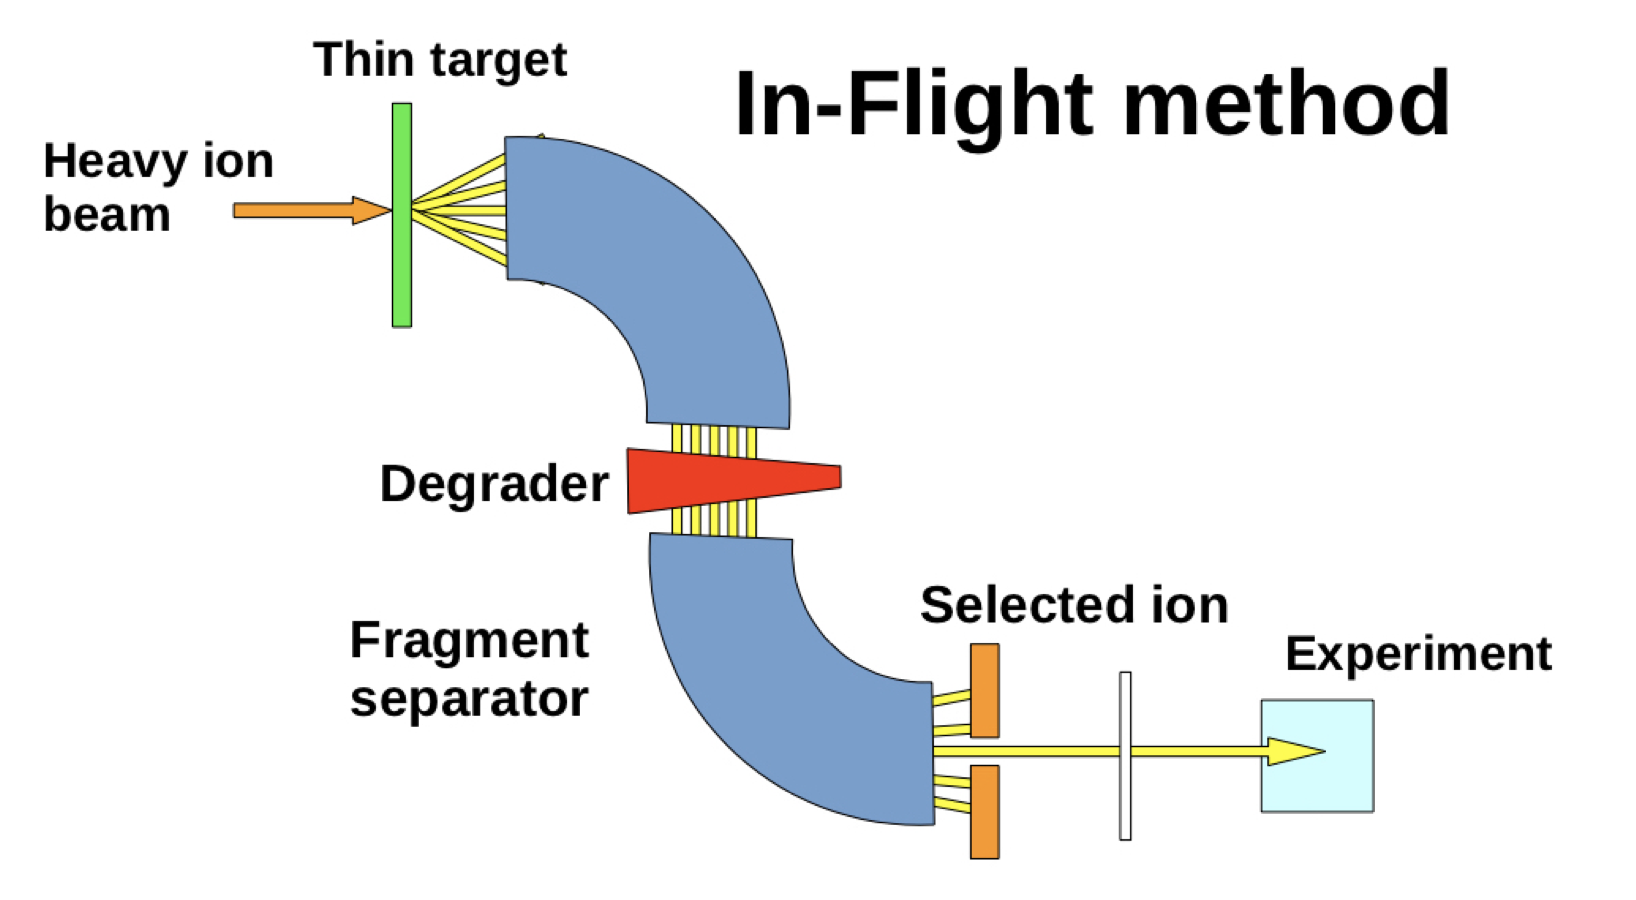 Thin target
In-Flight method
Heavy ion
beam
Degrader
Fragment
separator
Selected ion
Experiment